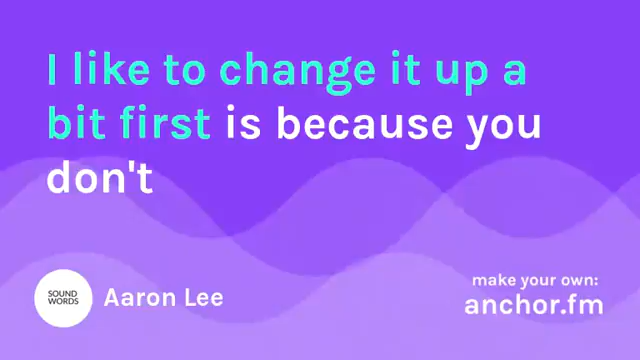 I like to change it up a
bit first is because you
don't
SOUND
WORDS
Aaron Lee
make your own:
anchor.fm